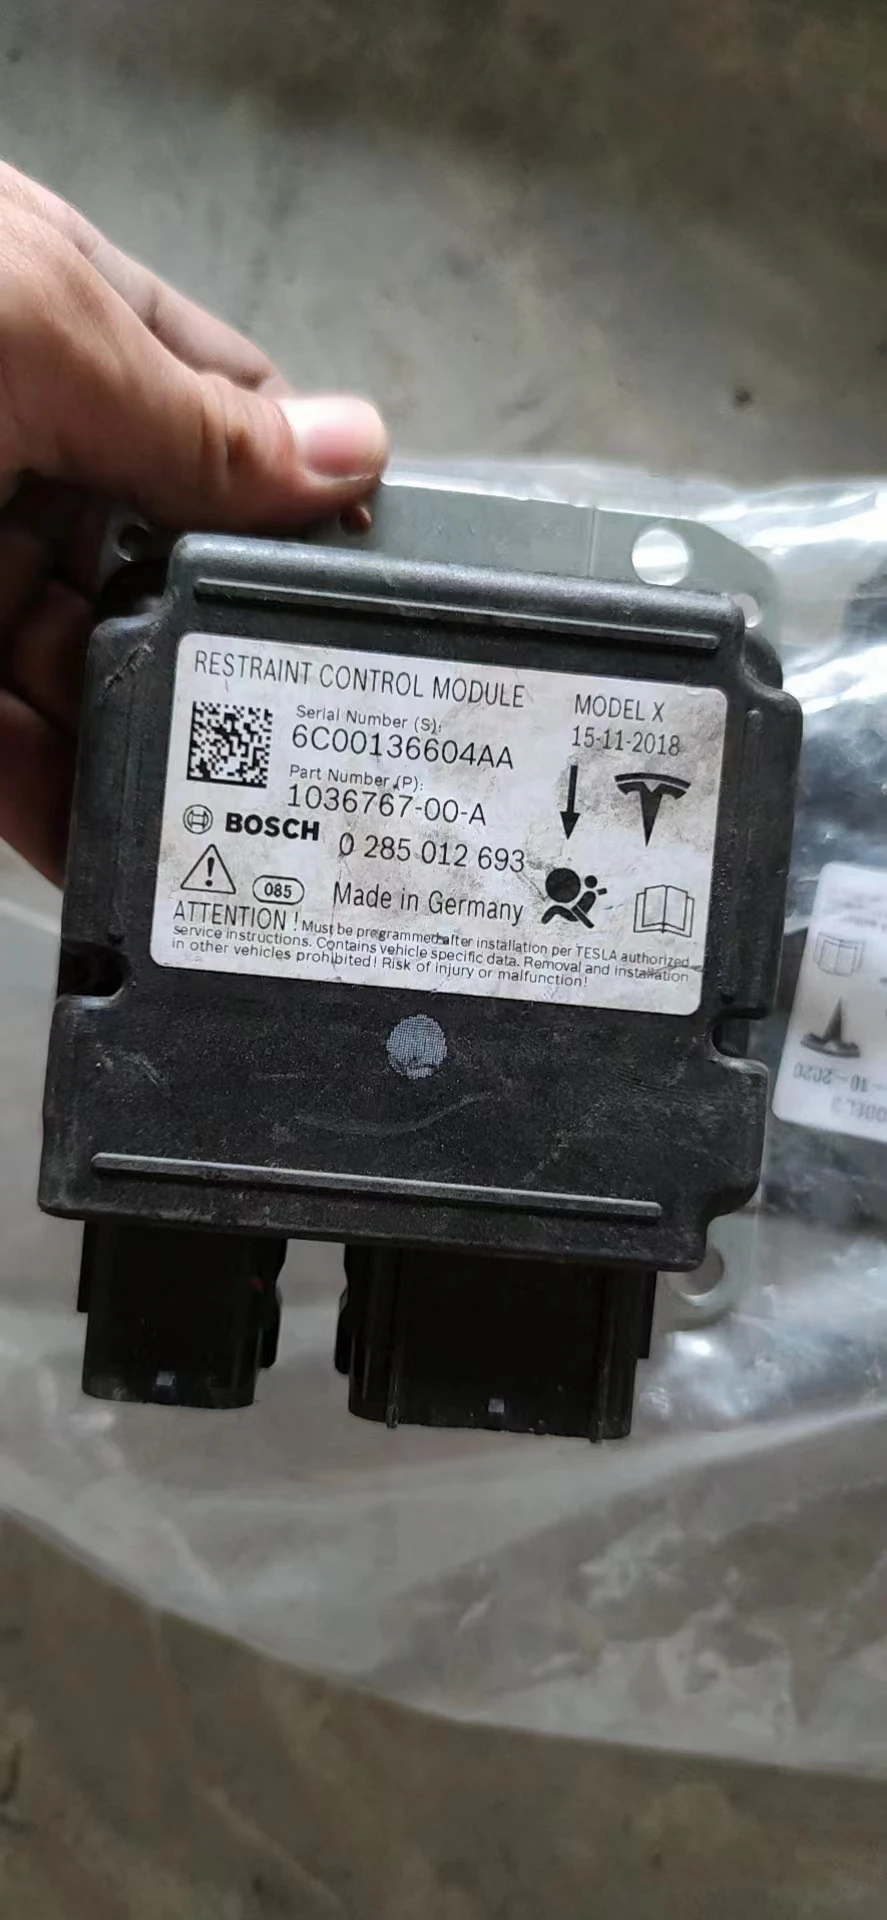 RESTRAINT CONTROL MODULE
MODEL X
Serial Number (S):
6C00136604AA
15-11-2018
Part Number (P):
1036767-00-A
BOSCH
0 285 012 693
085
Made in Germany
ATTENTION ! Must be programmed after installation per TESLA authorized
service instructions. Contains vehicle specific data. Removal and installation
in other vehicles prohibited! Risk of injury or malfunction!
-10-2020